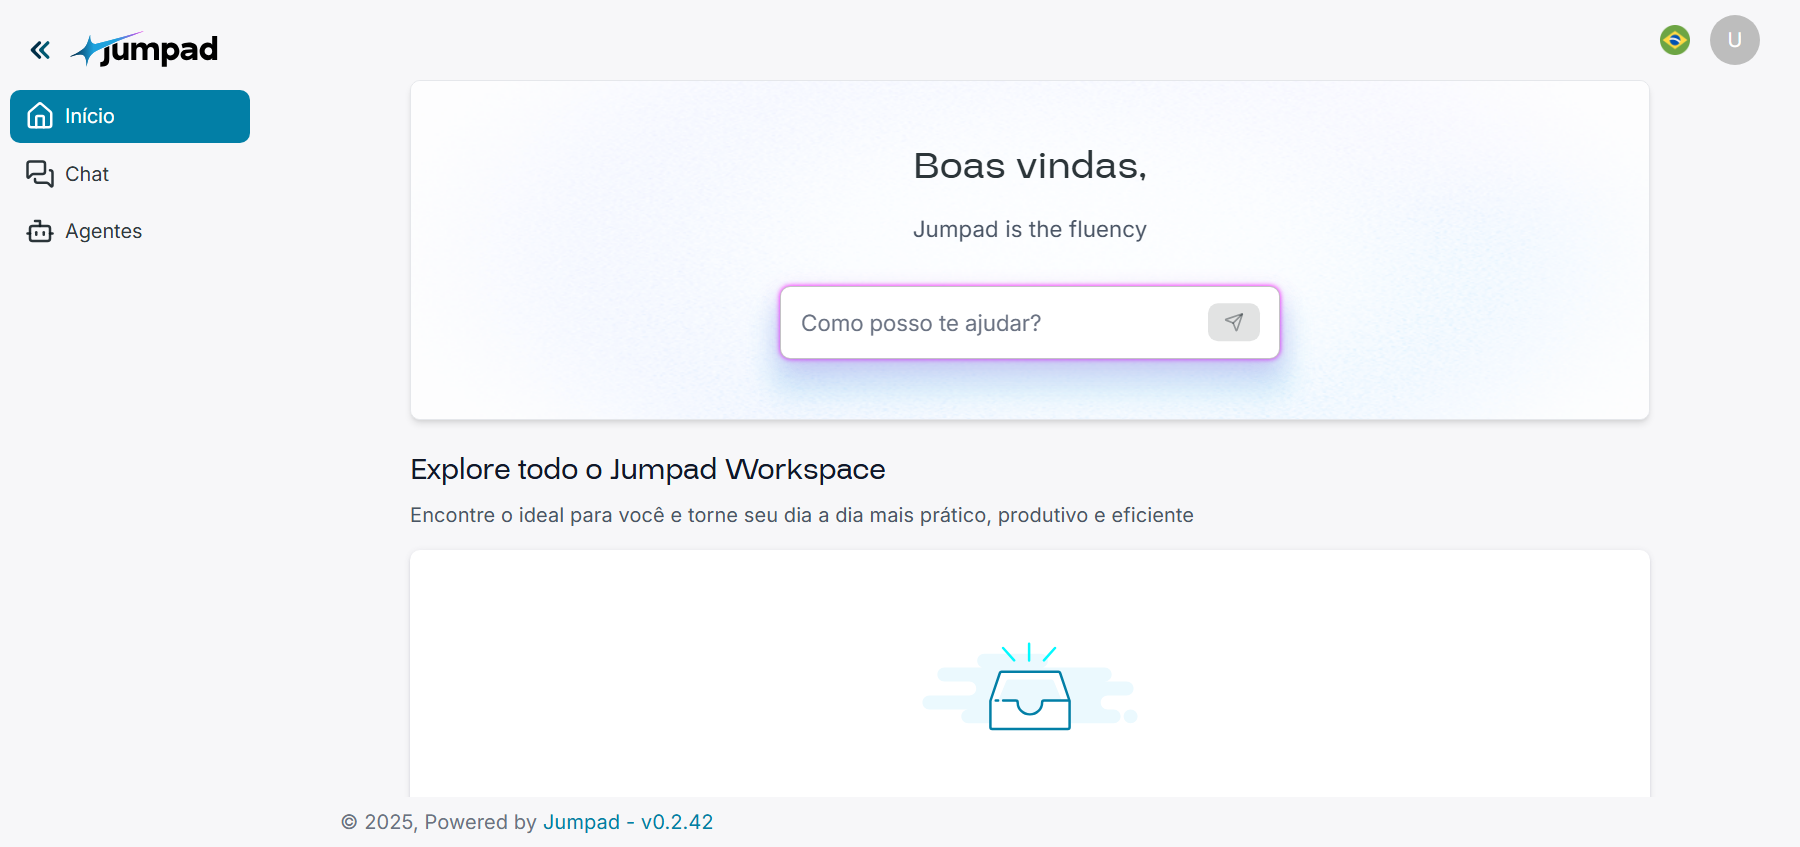 jumpad
U
Início
Chat
Agentes
Boas vindas,
Jumpad is the fluency
Como posso te ajudar?
Explore todo o Jumpad Workspace
Encontre o ideal para você e torne seu dia a dia mais prático, produtivo e eficiente
© 2025, Powered by Jumpad - v0.2.42